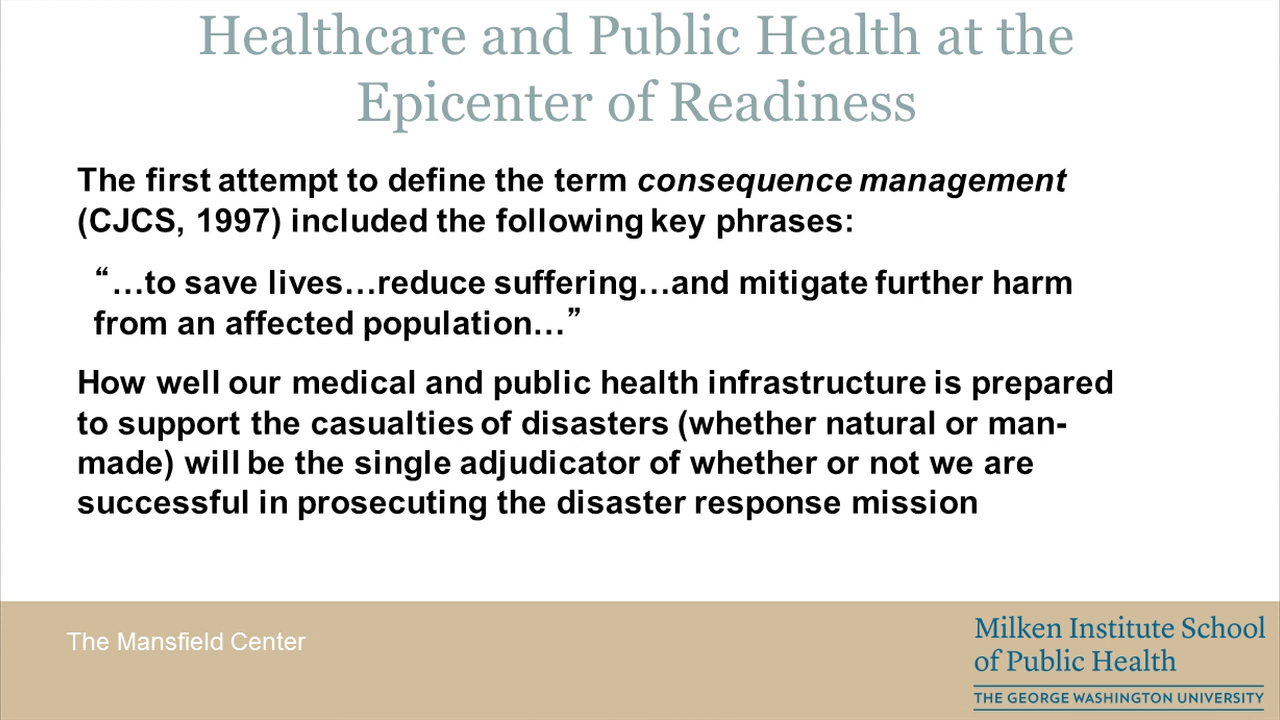 Healthcare and Public Health at the
Epicenter of Readiness
The first attempt to define the term consequence management
(CJCS, 1997) included the following key phrases:
“…to save lives…reduce suffering…and mitigate further harm
from an affected population…”
How well our medical and public health infrastructure is prepared
to support the casualties of disasters (whether natural or man-
made) will be the single adjudicator of whether or not we are
successful in prosecuting the disaster response mission
The Mansfield Center
Milken Institute School
of Public Health
THE GEORGE WASHINGTON UNIVERSITY